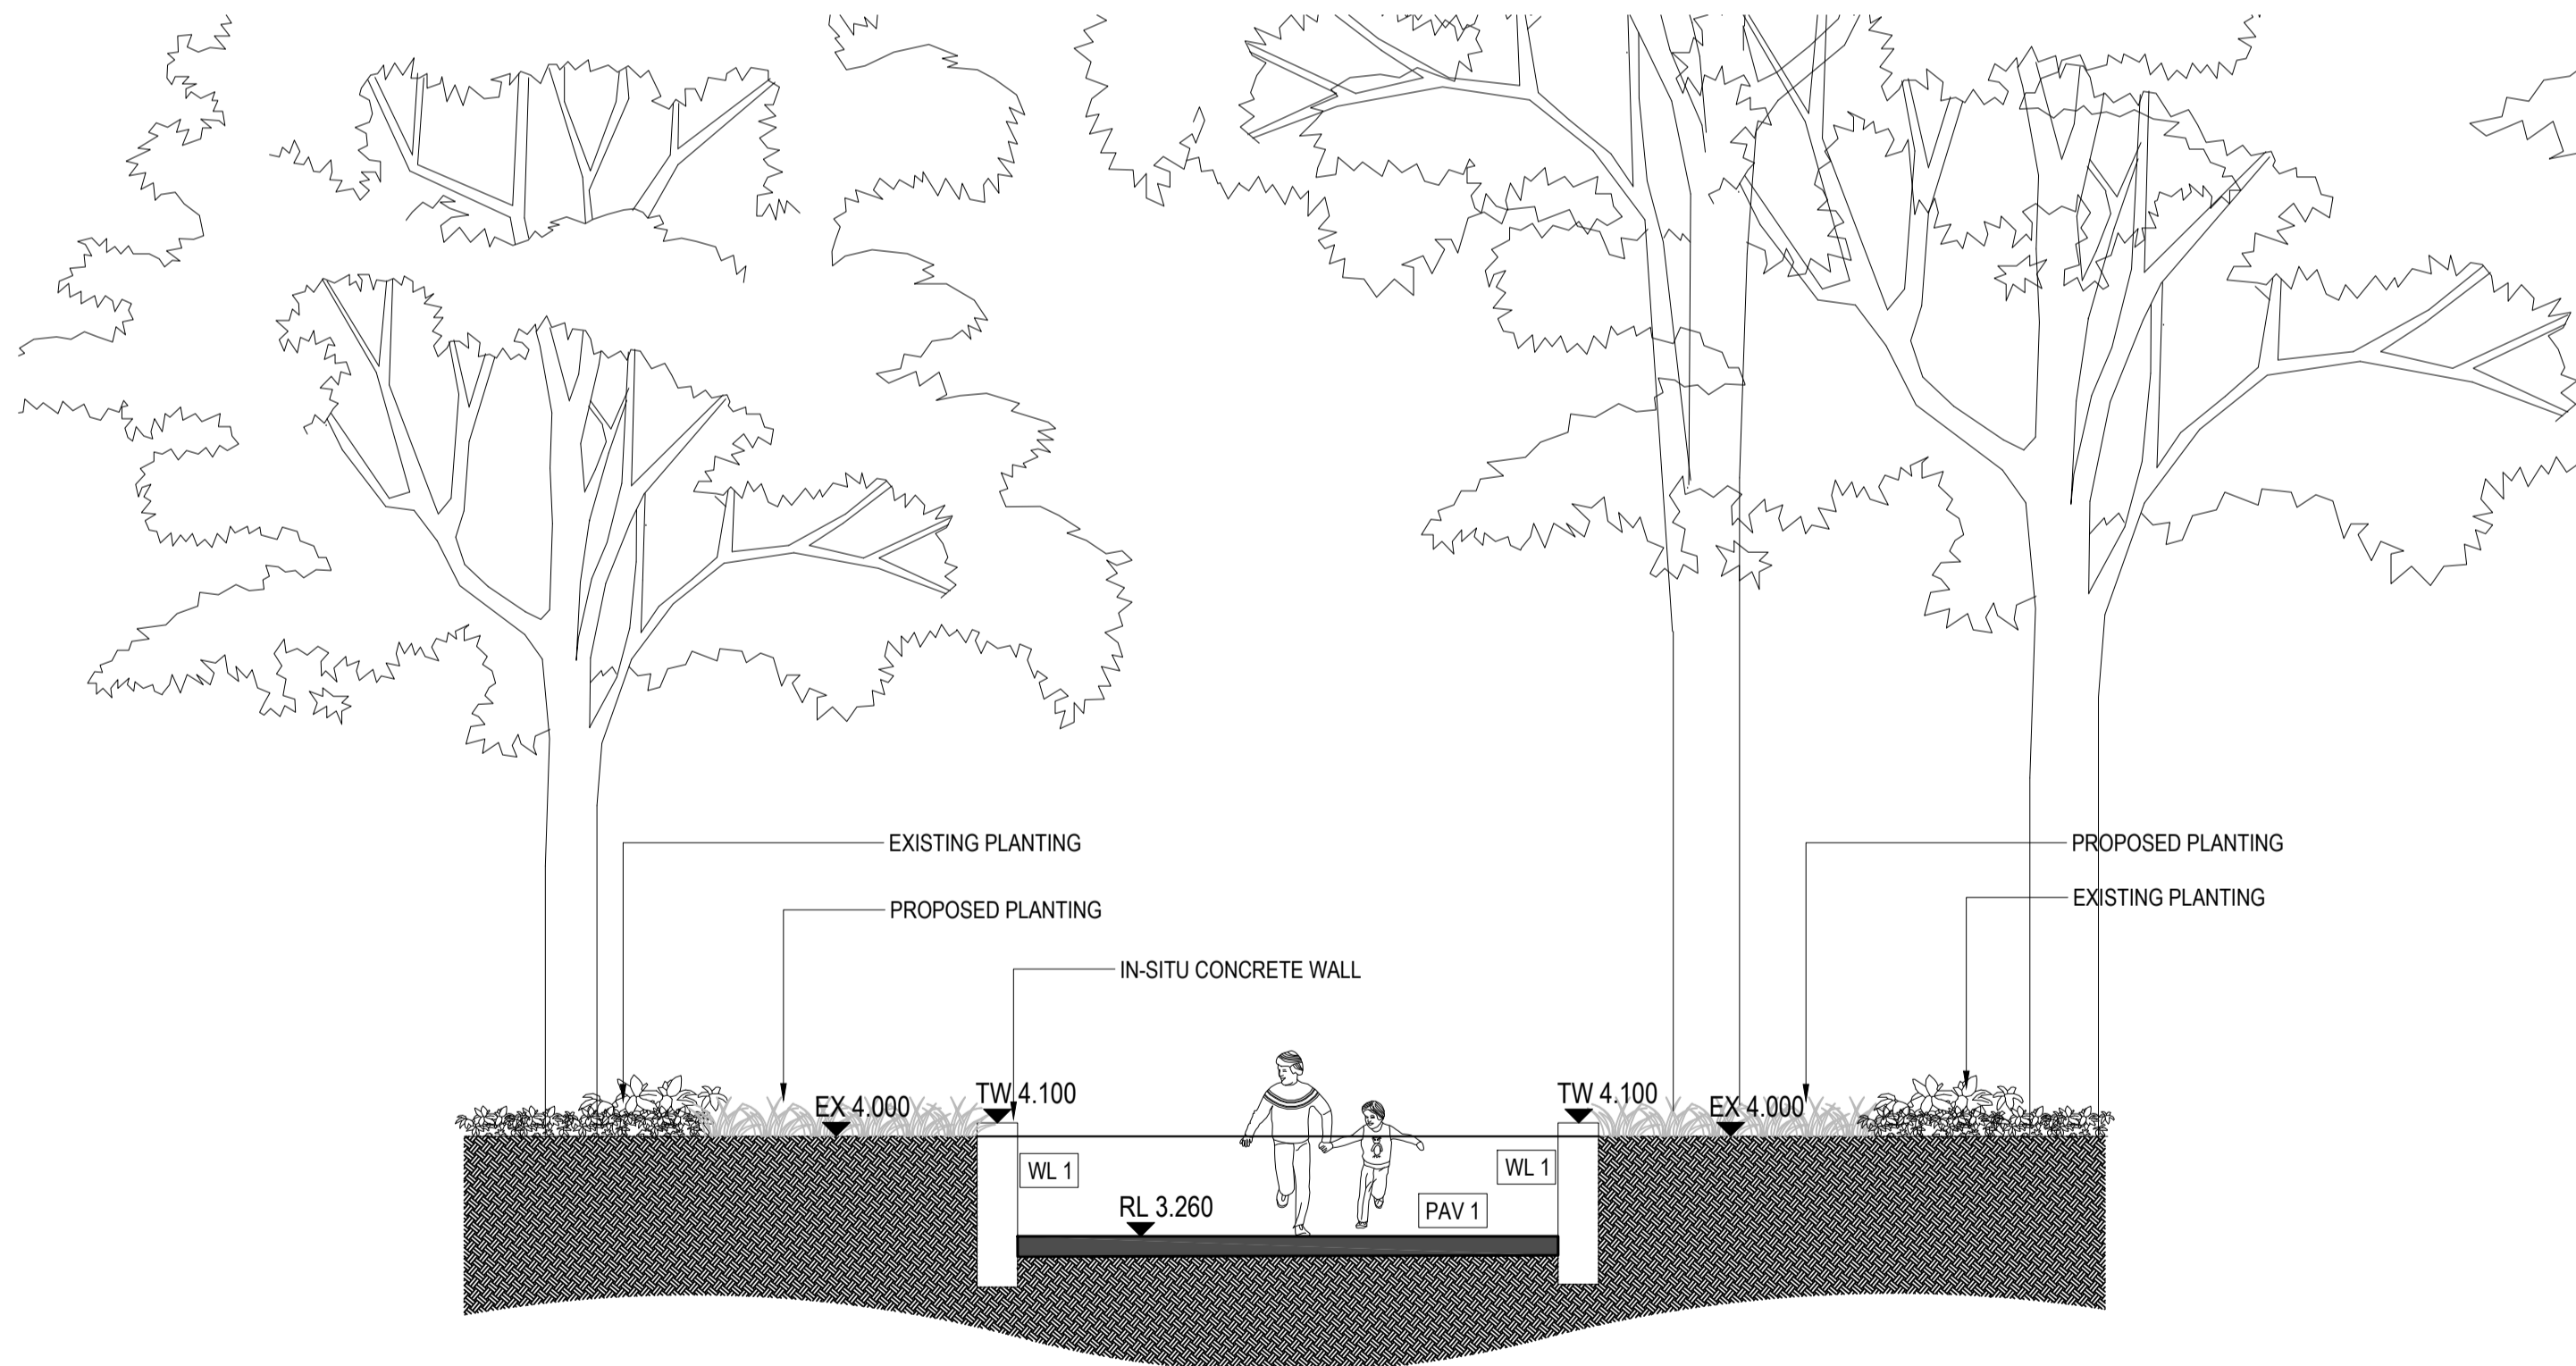 EXISTING PLANTING
PROPOSED PLANTING
PROPOSED PLANTING
EXISTING PLANTING
IN-SITU CONCRETE WALL
EX 4.000
TW 4.100
TW 4.100
EX 4.000
WL 1
WL 1
RL 3.260
PAV 1